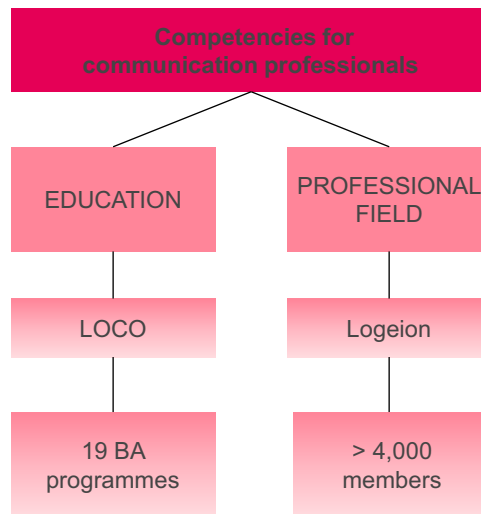 Competencies for
communication professionals
EDUCATION
PROFESSIONAL
FIELD
LOCO
Logeion
19 BA
programmes
> 4,000
members